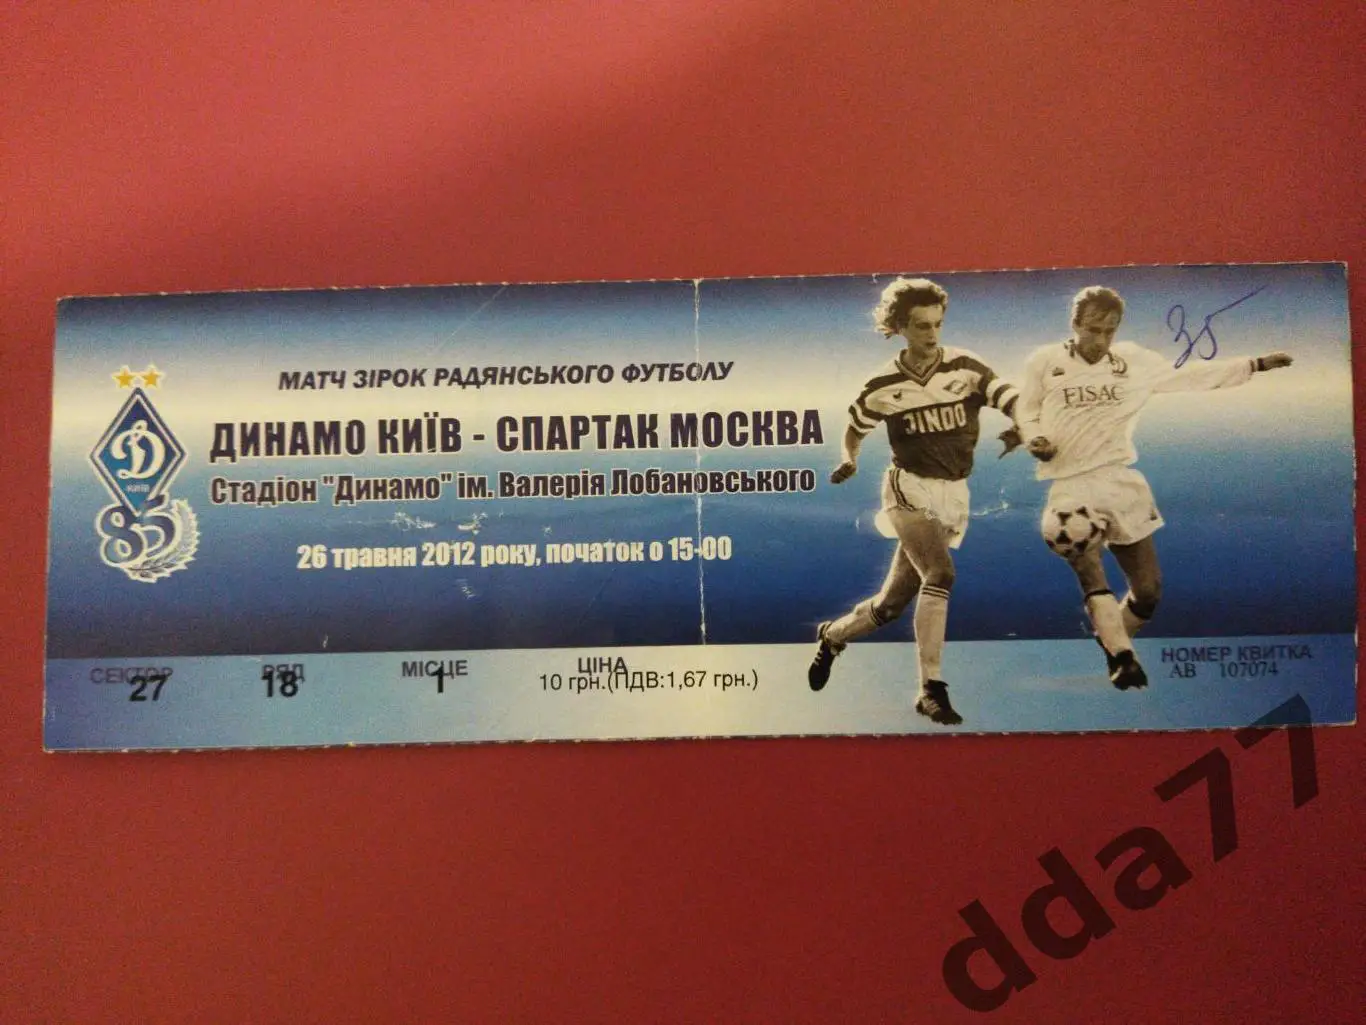 МАТЧ ЗІРОК РАДЯНСЬКОГО ФУТБОЛУ
ДИНАМО КИЇВ - СПАРТАК МОСКВА
Стадіон "Динамо" ім. Валерія Лобановського
26 травня 2012 року, початок о 15-00
Д
КИЇВ
85
JINDO
FISAC
35
СЕКТОР РЯД МІСЦЕ ЦІНА НОМЕР КВИТКА
27 18 1 10 грн.(ПДВ:1,67 грн.) АВ 107074
dda77